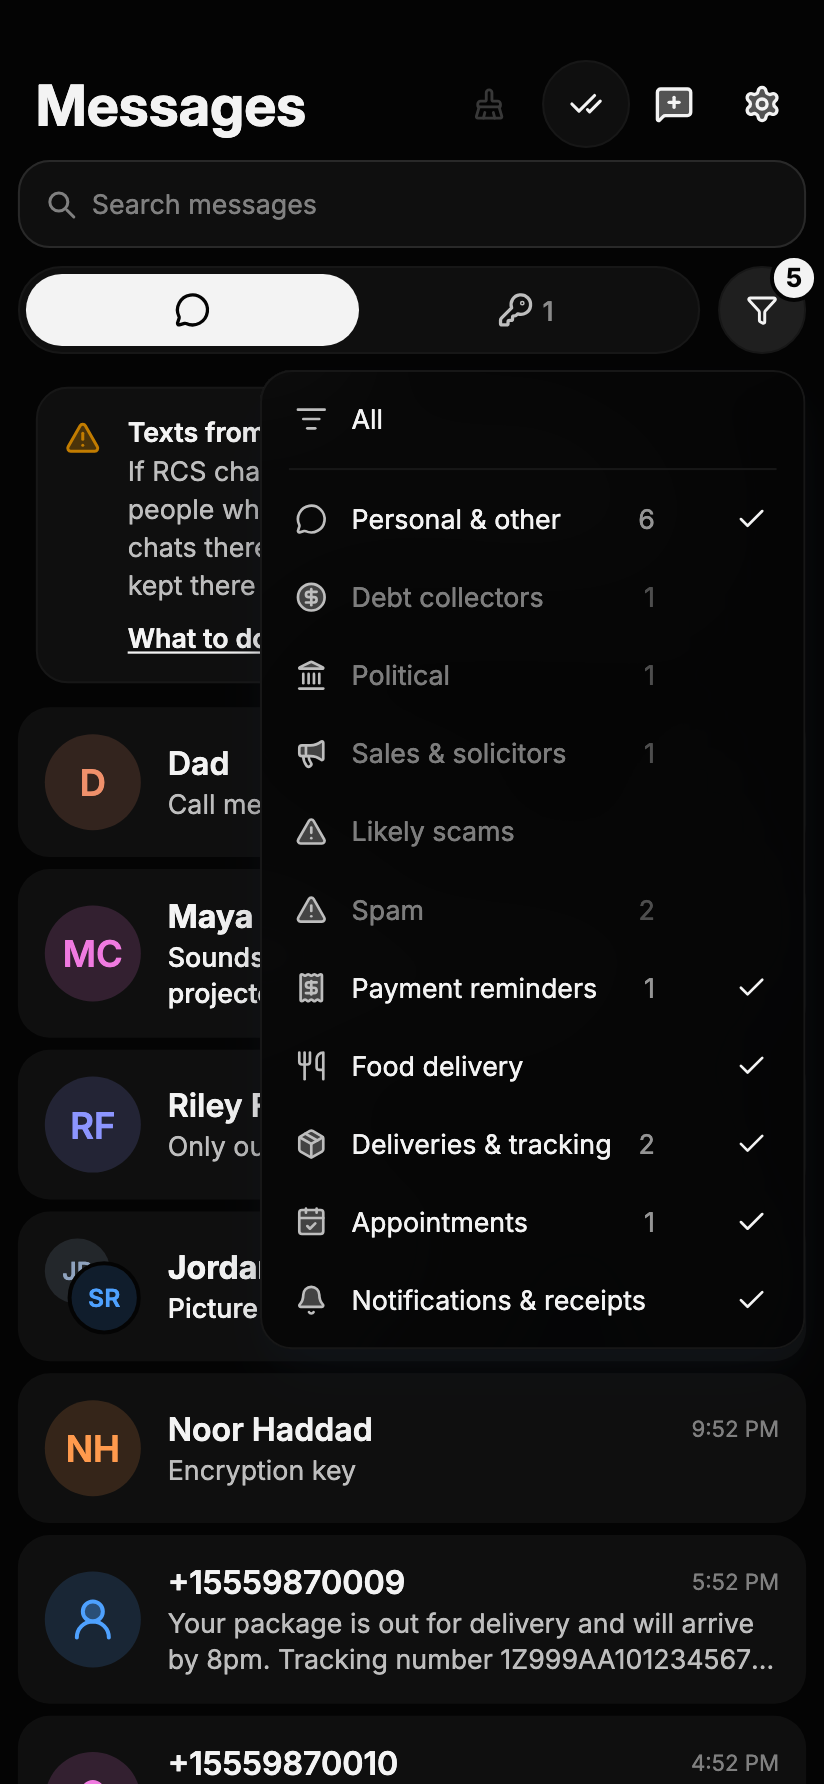 Messages
Search messages
1
5
Texts from
If RCS cha
people wh
chats there
kept there
What to do
All
Personal & other 6
Debt collectors 1
Political 1
Sales & solicitors 1
Likely scams
Spam 2
Payment reminders 1
Food delivery
Deliveries & tracking 2
Appointments 1
Notifications & receipts
D
Dad
Call me
MC
Maya
Sounds
projecto
RF
Riley F
Only ou
SR
Jordan
Picture
NH
Noor Haddad 9:52 PM
Encryption key
+15559870009 5:52 PM
Your package is out for delivery and will arrive
by 8pm. Tracking number 1Z999AA101234567...
+15559870010 4:52 PM